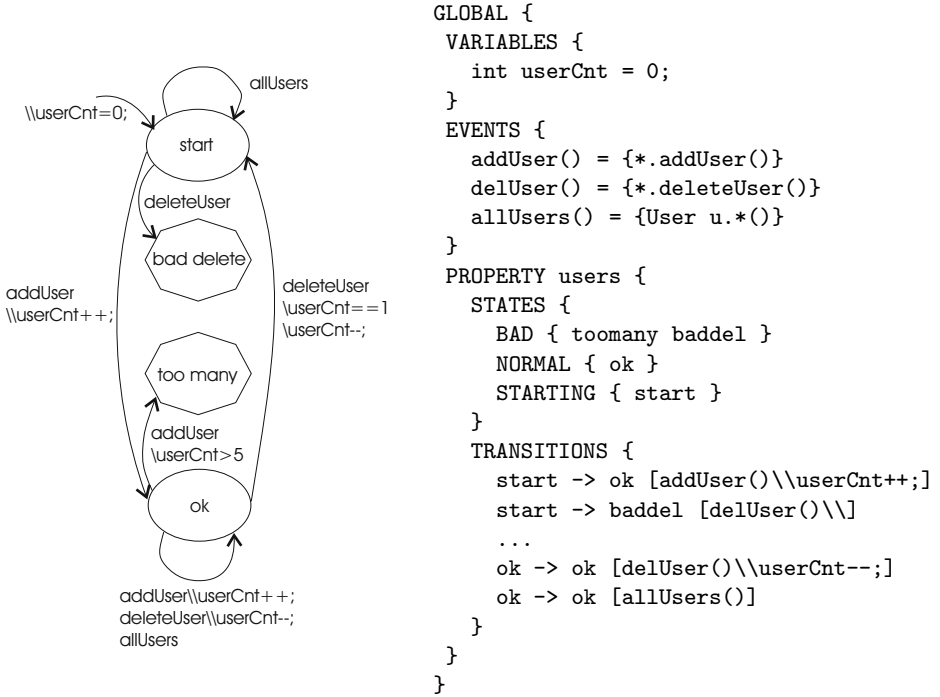 allUsers
\\userCnt=0;
start
deleteUser
bad delete
addUser
\\userCnt++;
deleteUser
\userCnt==1
\userCnt--;
too many
addUser
\userCnt>5
ok
addUser\\userCnt++;
deleteUser\\userCnt--;
allUsers
GLOBAL {
VARIABLES {
int userCnt = 0;
}
EVENTS {
addUser() = {*.addUser()}
delUser() = {*.deleteUser()}
allUsers() = {User u.*()}
}
PROPERTY users {
STATES {
BAD { toomany baddel }
NORMAL { ok }
STARTING { start }
}
TRANSITIONS {
start -> ok [addUser()\\userCnt++;]
start -> baddel [delUser()\\]
...
ok -> ok [delUser()\\userCnt--;]
ok -> ok [allUsers()]
}
}
}